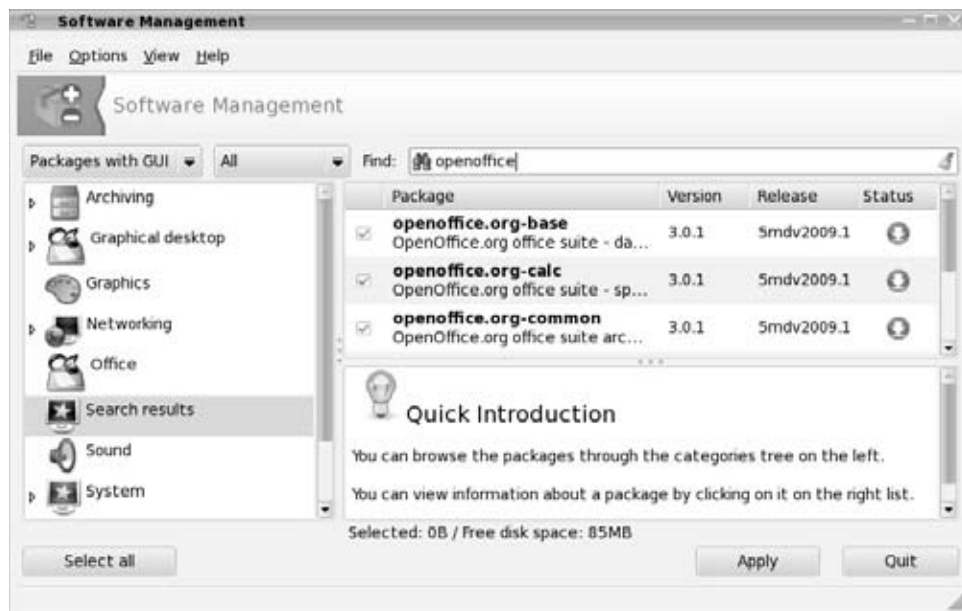 Software Management
File Options View Help
Software Management
Packages with GUI All Find: openoffice
Archiving
Graphical desktop
Graphics
Networking
Office
Search results
Sound
System
Package Version Release Status
openoffice.org-base
OpenOffice.org office suite - da... 3.0.1 5mdv2009.1
openoffice.org-calc
OpenOffice.org office suite - sp... 3.0.1 5mdv2009.1
openoffice.org-common
OpenOffice.org office suite arc... 3.0.1 5mdv2009.1
Quick Introduction
You can browse the packages through the categories tree on the left.
You can view information about a package by clicking on it on the right list.
Selected: 0B / Free disk space: 85MB
Select all Apply Quit